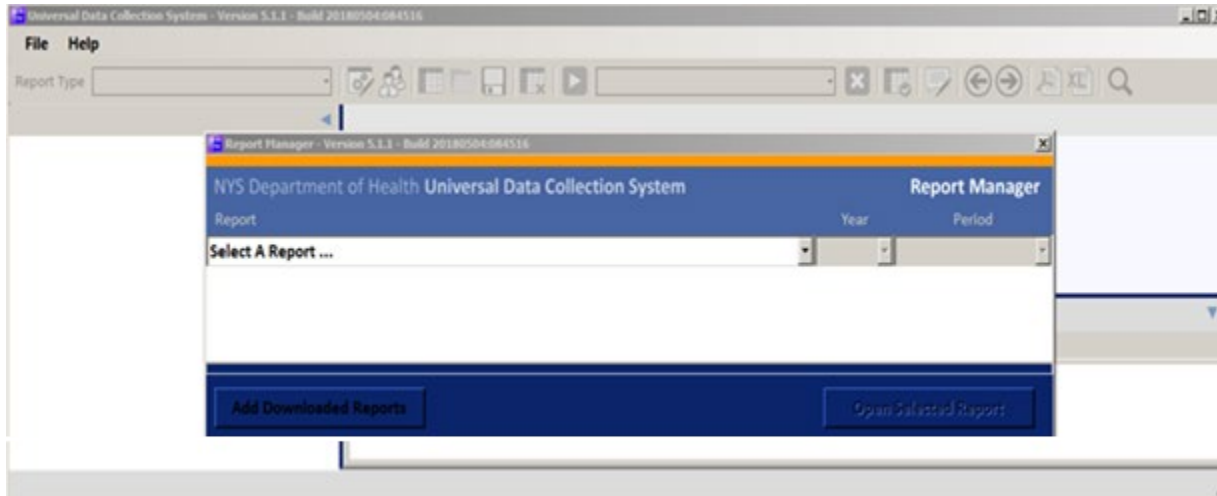 Universal Data Collection System - Version 5.1.1 - Build 20180504:084516
File Help
Report Type
Report Manager - Version 5.1.1 - Build 20180504:084516
NYS Department of Health Universal Data Collection System Report Manager
Report Year Period
Select A Report ...
Add Downloaded Reports Open Selected Report